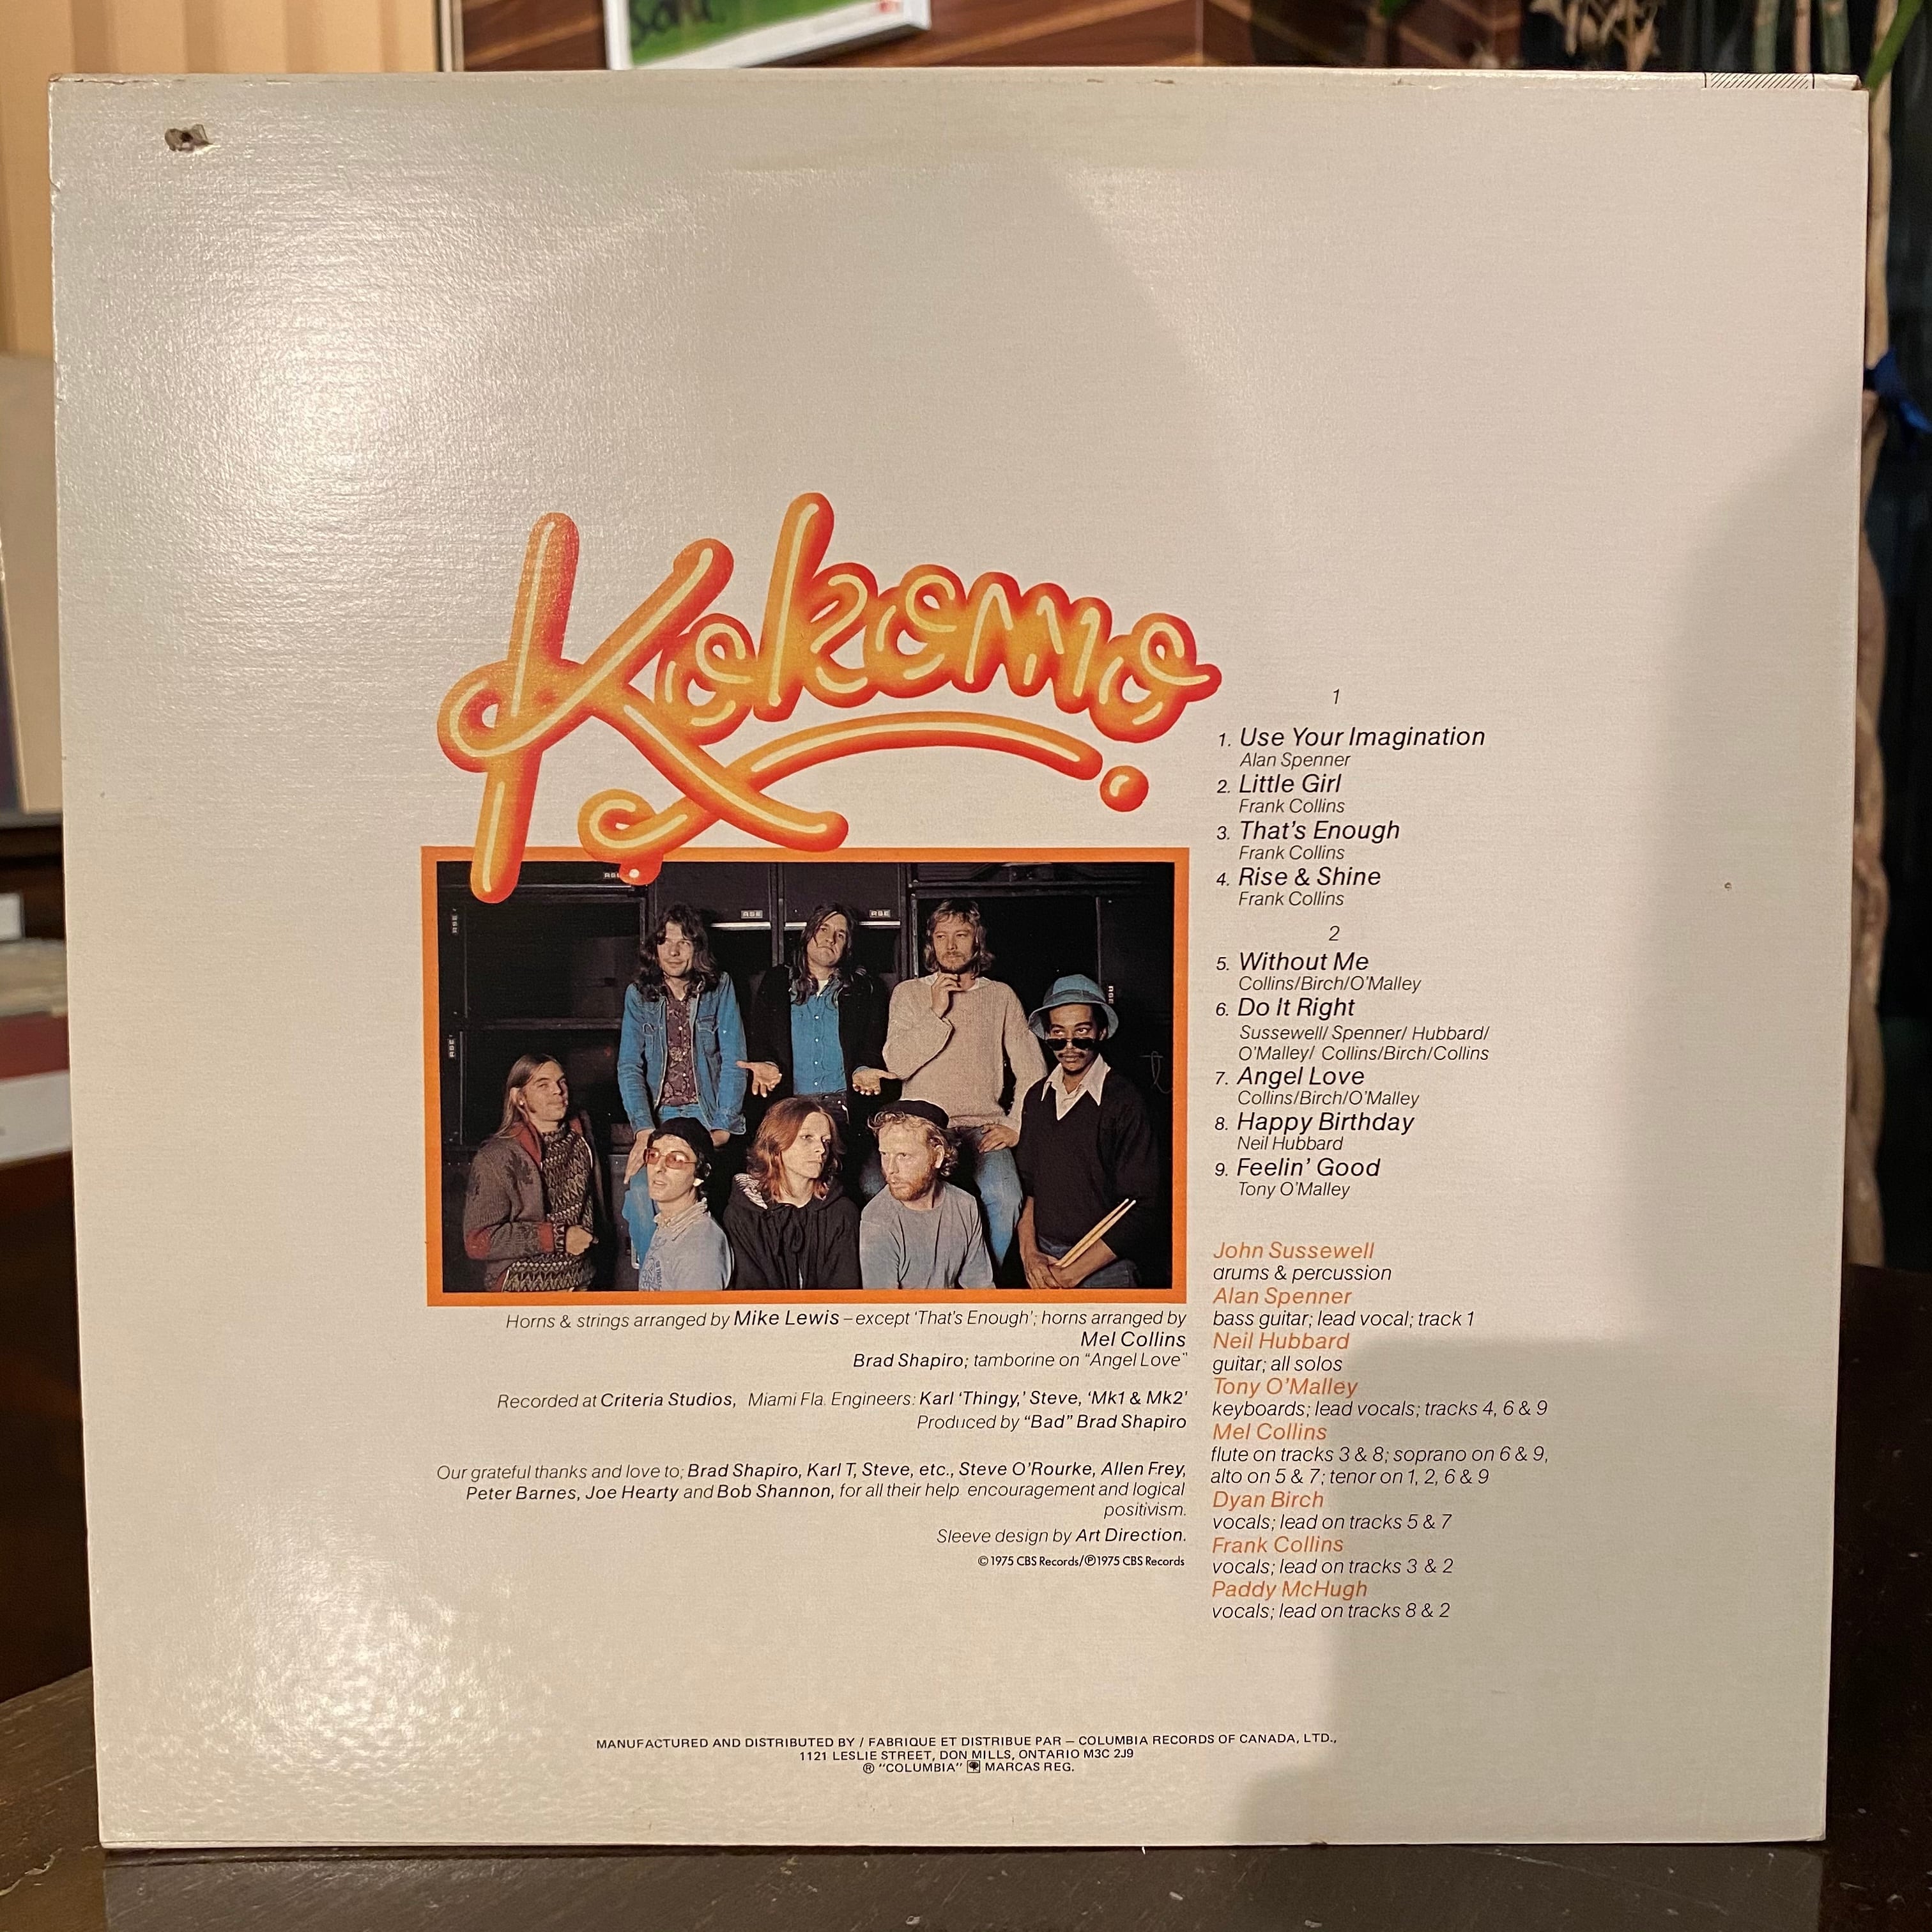 Kokomo
1
1. Use Your Imagination
Alan Spenner
2. Little Girl
Frank Collins
3. That's Enough
Frank Collins
4. Rise & Shine
Frank Collins
2
5. Without Me
Collins/Birch/O'Malley
6. Do It Right
Sussewell/ Spenner/ Hubbard/
O'Malley/ Collins/Birch/Collins
7. Angel Love
Collins/Birch/O'Malley
8. Happy Birthday
Neil Hubbard
9. Feelin' Good
Tony O'Malley
John Sussewell
drums & percussion
Alan Spenner
bass guitar; lead vocal; track 1
Neil Hubbard
guitar; all solos
Tony O'Malley
keyboards; lead vocals; tracks 4, 6 & 9
Mel Collins
flute on tracks 3 & 8; soprano on 6 & 9,
alto on 5 & 7; tenor on 1, 2, 6 & 9
Dyan Birch
vocals; lead on tracks 5 & 7
Frank Collins
vocals; lead on tracks 3 & 2
Paddy McHugh
vocals; lead on tracks 8 & 2
Horns & strings arranged by Mike Lewis – except 'That's Enough'; horns arranged by
Mel Collins
Brad Shapiro; tamborine on "Angel Love"
Recorded at Criteria Studios, Miami Fla. Engineers: Karl 'Thingy,' Steve, 'Mk1 & Mk2'
Produced by "Bad" Brad Shapiro
Our grateful thanks and love to; Brad Shapiro, Karl T, Steve, etc., Steve O'Rourke, Allen Frey,
Peter Barnes, Joe Hearty and Bob Shannon, for all their help encouragement and logical
positivism.
Sleeve design by Art Direction.
© 1975 CBS Records/℗1975 CBS Records
MANUFACTURED AND DISTRIBUTED BY / FABRIQUE ET DISTRIBUE PAR – COLUMBIA RECORDS OF CANADA, LTD.,
1121 LESLIE STREET, DON MILLS, ONTARIO M3C 2J9
® "COLUMBIA" MARCAS REG.